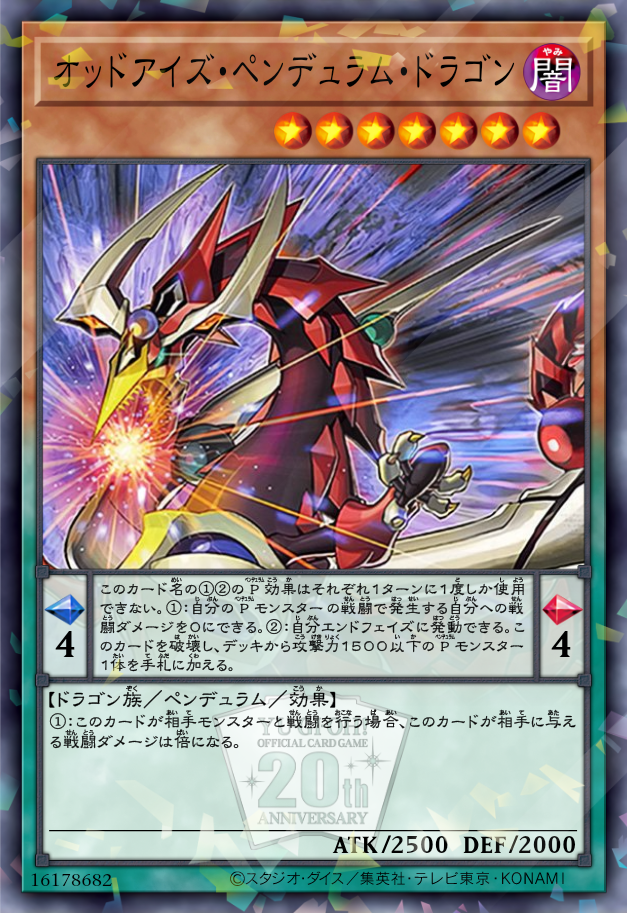 オッドアイズ・ペンデュラム・ドラゴン
闇
4
このカード名の①②のP効果はそれぞれ1ターンに1度しか使用
できない。①：自分のPモンスターの戦闘で発生する自分への戦
闘ダメージを0にできる。②：自分エンドフェイズに発動できる。こ
のカードを破壊し、デッキから攻撃力1500以下のPモンスター
1体を手札に加える。
4
【ドラゴン族／ペンデュラム／効果】
①：このカードが相手モンスターと戦闘を行う場合、このカードが相手に与え
る戦闘ダメージは倍になる。
Yu-Gi-Oh!
OFFICIAL CARD GAME
20th
ANNIVERSARY
ATK/2500 DEF/2000
16178682
©スタジオ・ダイス／集英社・テレビ東京・KONAMI